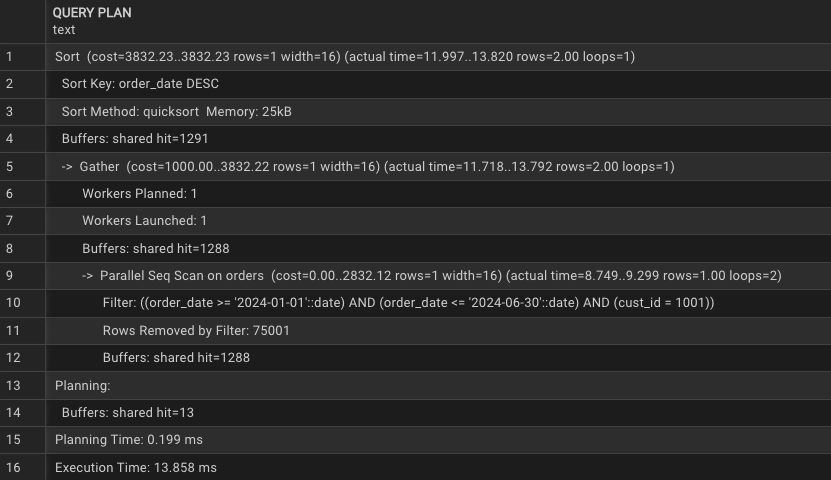 QUERY PLAN
text
1 Sort (cost=3832.23..3832.23 rows=1 width=16) (actual time=11.997..13.820 rows=2.00 loops=1)
2 Sort Key: order_date DESC
3 Sort Method: quicksort Memory: 25kB
4 Buffers: shared hit=1291
5 -> Gather (cost=1000.00..3832.22 rows=1 width=16) (actual time=11.718..13.792 rows=2.00 loops=1)
6 Workers Planned: 1
7 Workers Launched: 1
8 Buffers: shared hit=1288
9 -> Parallel Seq Scan on orders (cost=0.00..2832.12 rows=1 width=16) (actual time=8.749..9.299 rows=1.00 loops=2)
10 Filter: ((order_date >= '2024-01-01'::date) AND (order_date <= '2024-06-30'::date) AND (cust_id = 1001))
11 Rows Removed by Filter: 75001
12 Buffers: shared hit=1288
13 Planning:
14 Buffers: shared hit=13
15 Planning Time: 0.199 ms
16 Execution Time: 13.858 ms